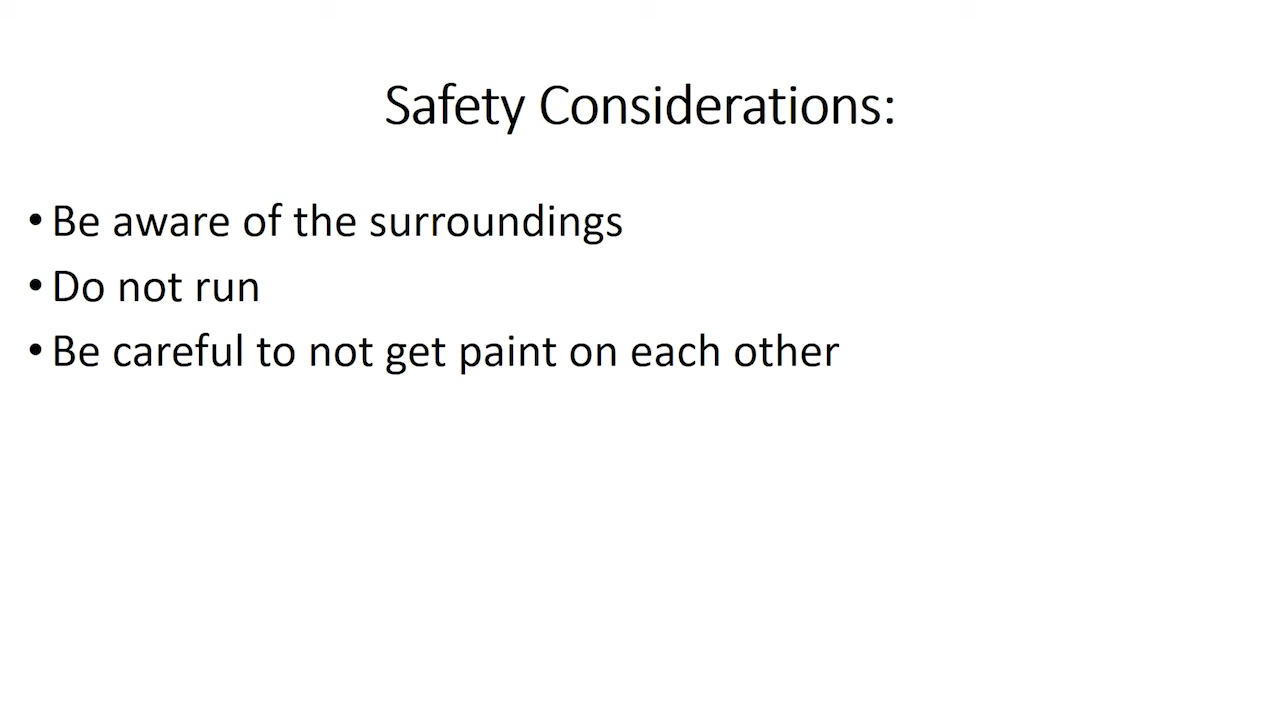 Safety Considerations:
• Be aware of the surroundings
• Do not run
• Be careful to not get paint on each other